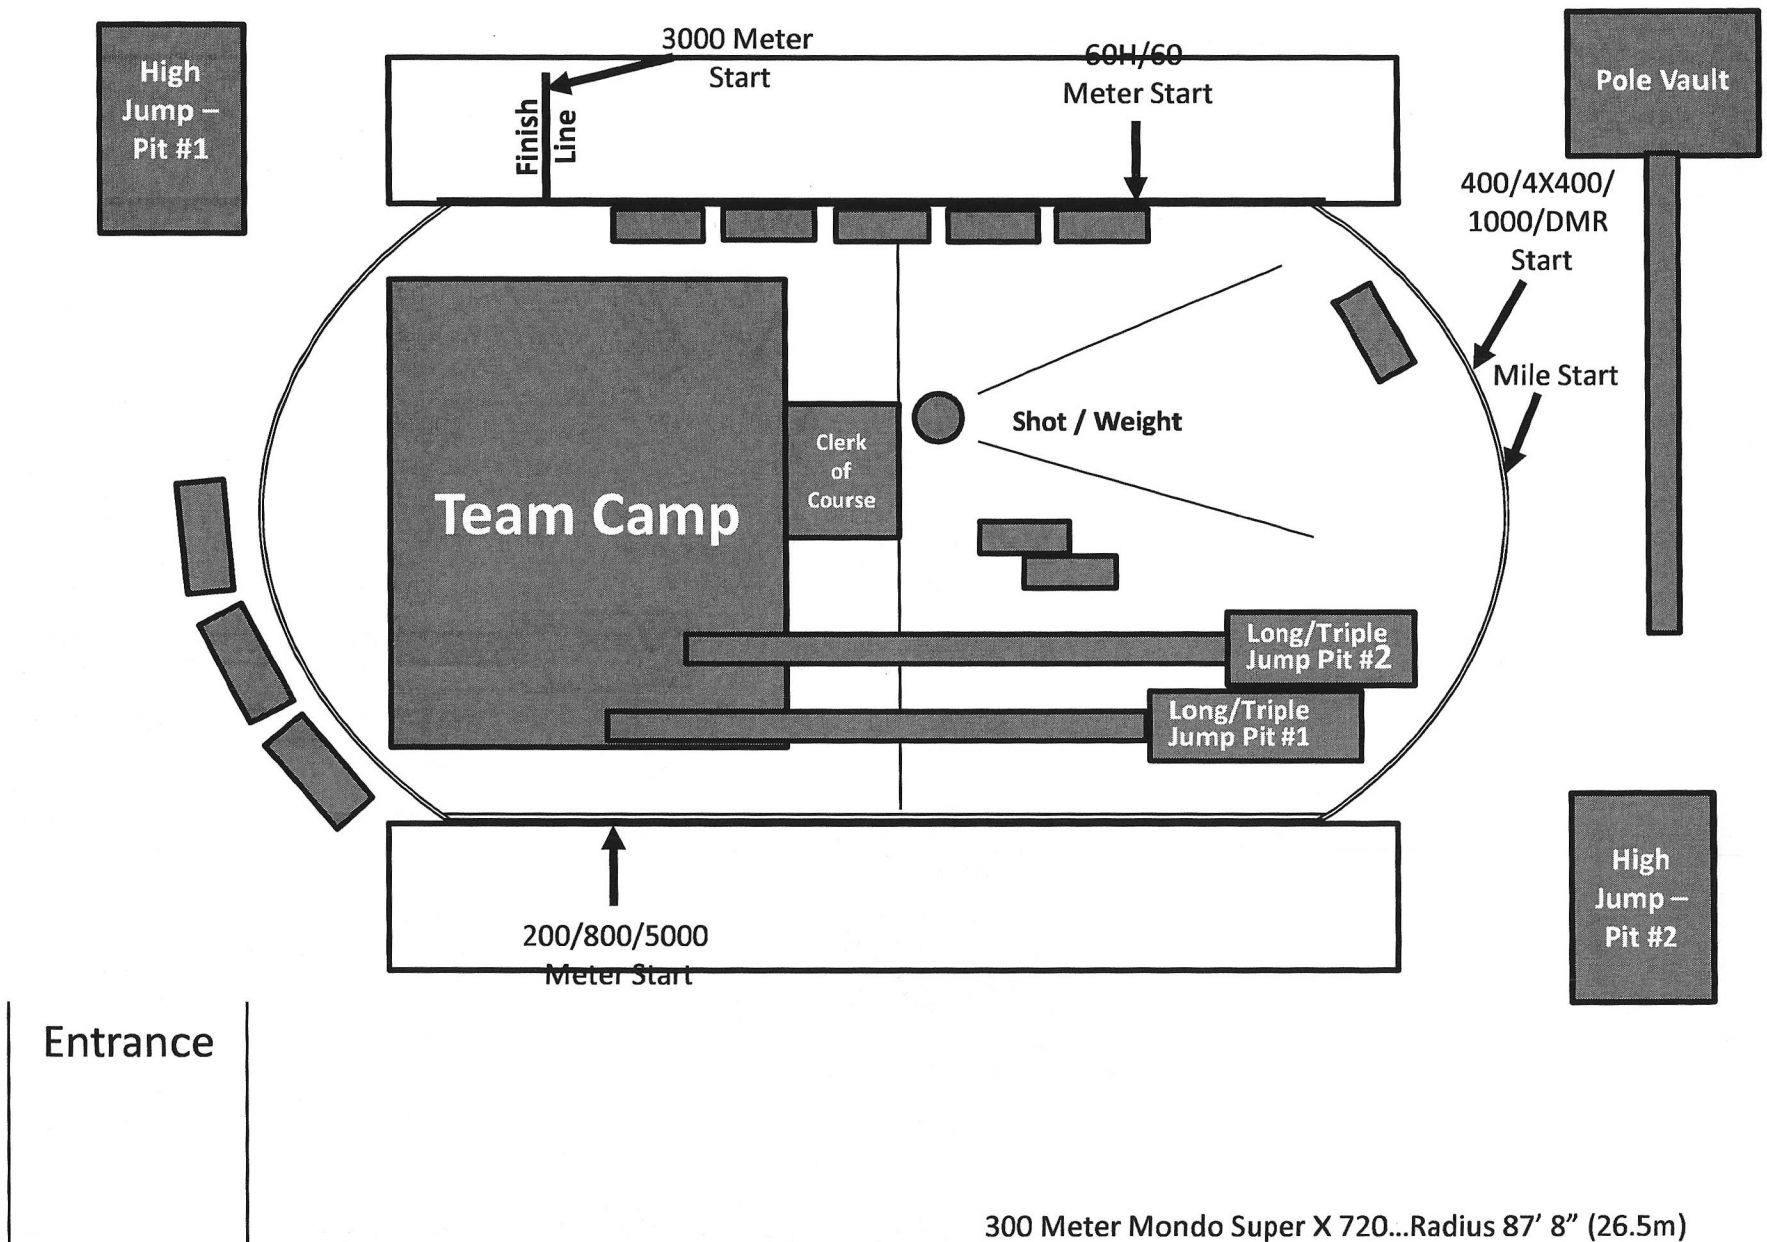 3000 Meter
Start
60H/60
Meter Start
High
Jump –
Pit #1
Finish
Line
Pole Vault
400/4X400/
1000/DMR
Start
Mile Start
Shot / Weight
Clerk
of
Course
Team Camp
Long/Triple
Jump Pit #2
Long/Triple
Jump Pit #1
High
Jump –
Pit #2
200/800/5000
Meter Start
Entrance
300 Meter Mondo Super X 720...Radius 87' 8" (26.5m)